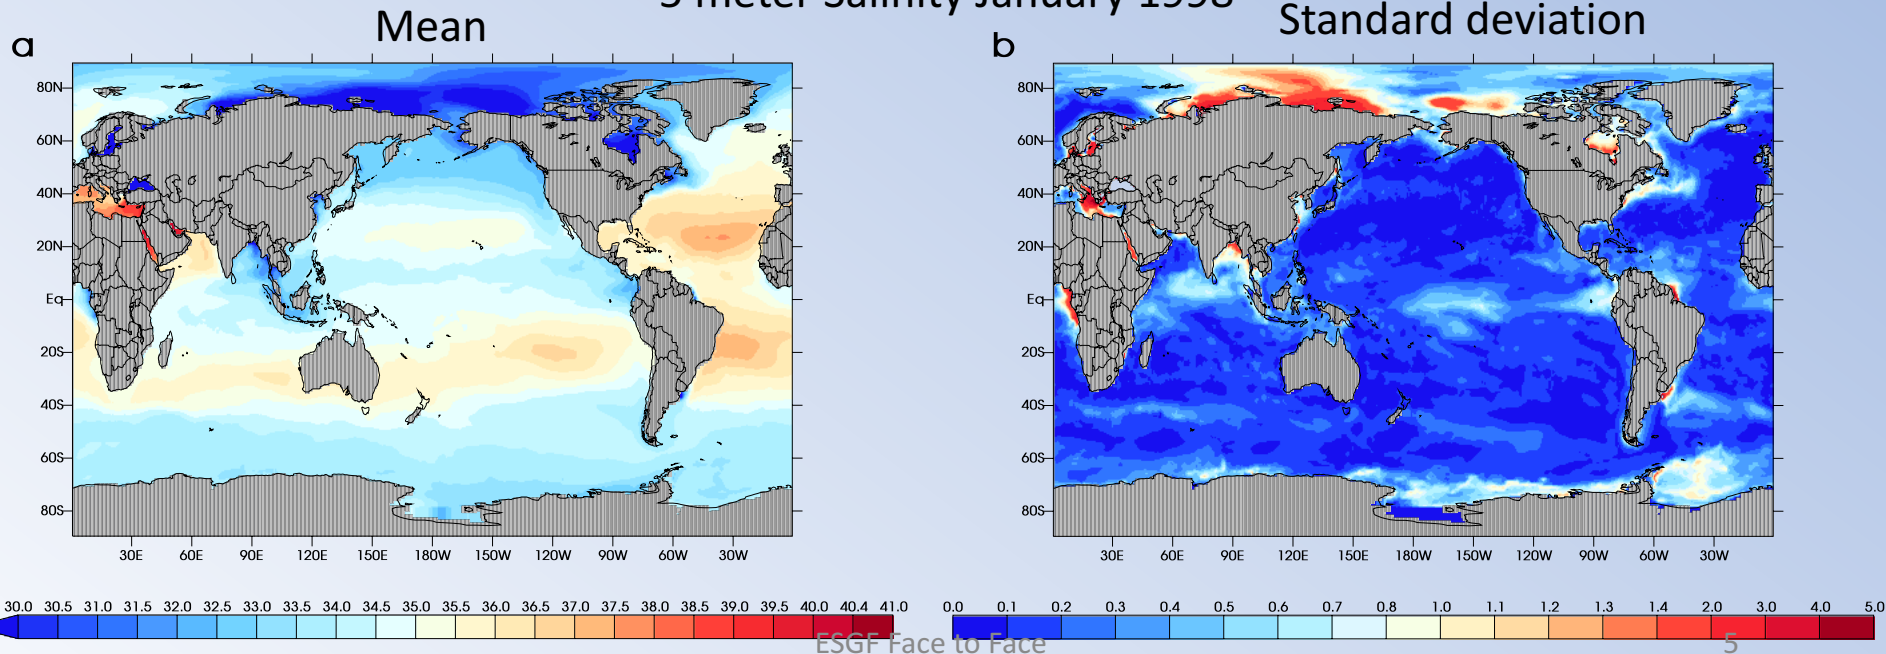 5 meter Salinity January 1998
Mean
Standard deviation
a
b
80N
60N
40N
20N
Eq
20S
40S
60S
80S
30E 60E 90E 120E 150E 180W 150W 120W 90W 60W 30W
80N
60N
40N
20N
Eq
20S
40S
60S
80S
30E 60E 90E 120E 150E 180W 150W 120W 90W 60W 30W
30.0 30.5 31.0 31.5 32.0 32.5 33.0 33.5 34.0 34.5 35.0 35.5 36.0 36.5 37.0 37.5 38.0 38.5 39.0 39.5 40.0 40.4 41.0
0.0 0.1 0.2 0.3 0.4 0.5 0.6 0.7 0.8 1.0 1.1 1.2 1.3 1.4 2.0 3.0 4.0 5.0
ESGF Face to Face
5